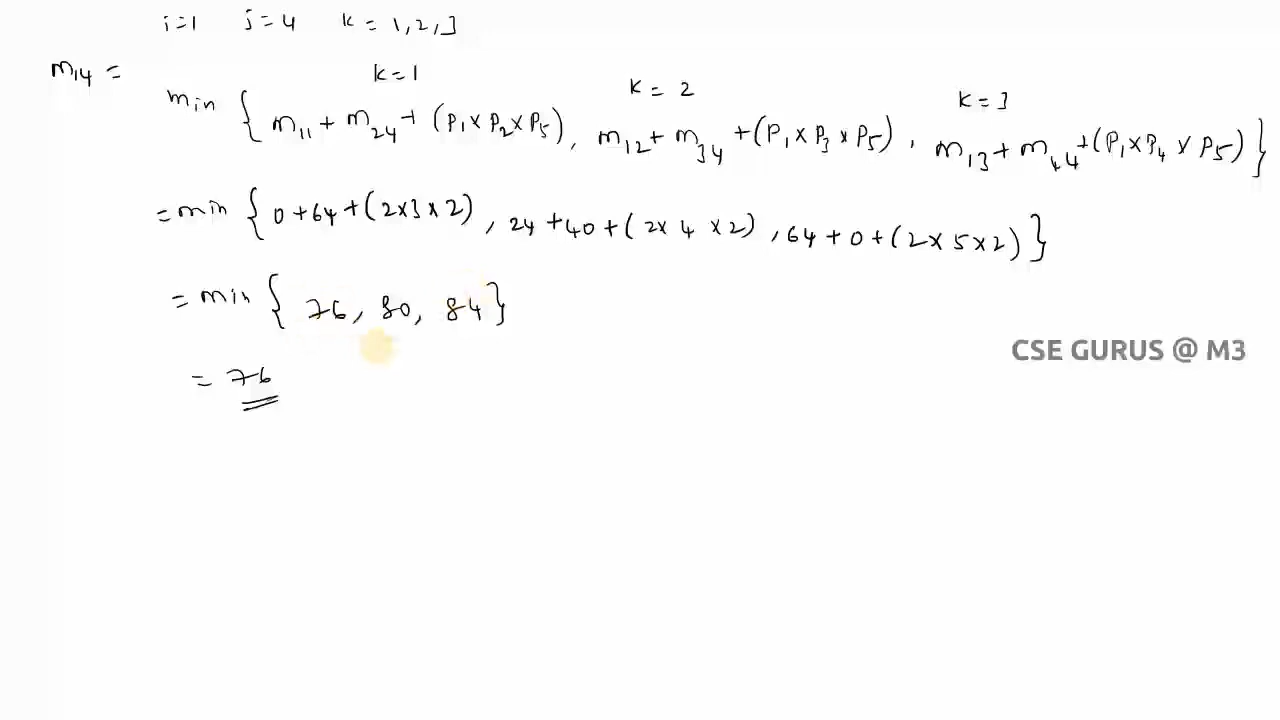 i=1 j=4 k = 1,2,3
m14 =
k=1 k = 2 k = 3
min { m11 + m24 + (P1 x P2 x P5), m12 + m34 + (P1 x P3 x P5), m13 + m44 + (P1 x P4 x P5) }
= min { 0+64+(2x3x2), 24+40+(2x4x2), 64+0+(2x5x2) }
= min { 76, 80, 84 }
CSE GURUS @ M3
= 76